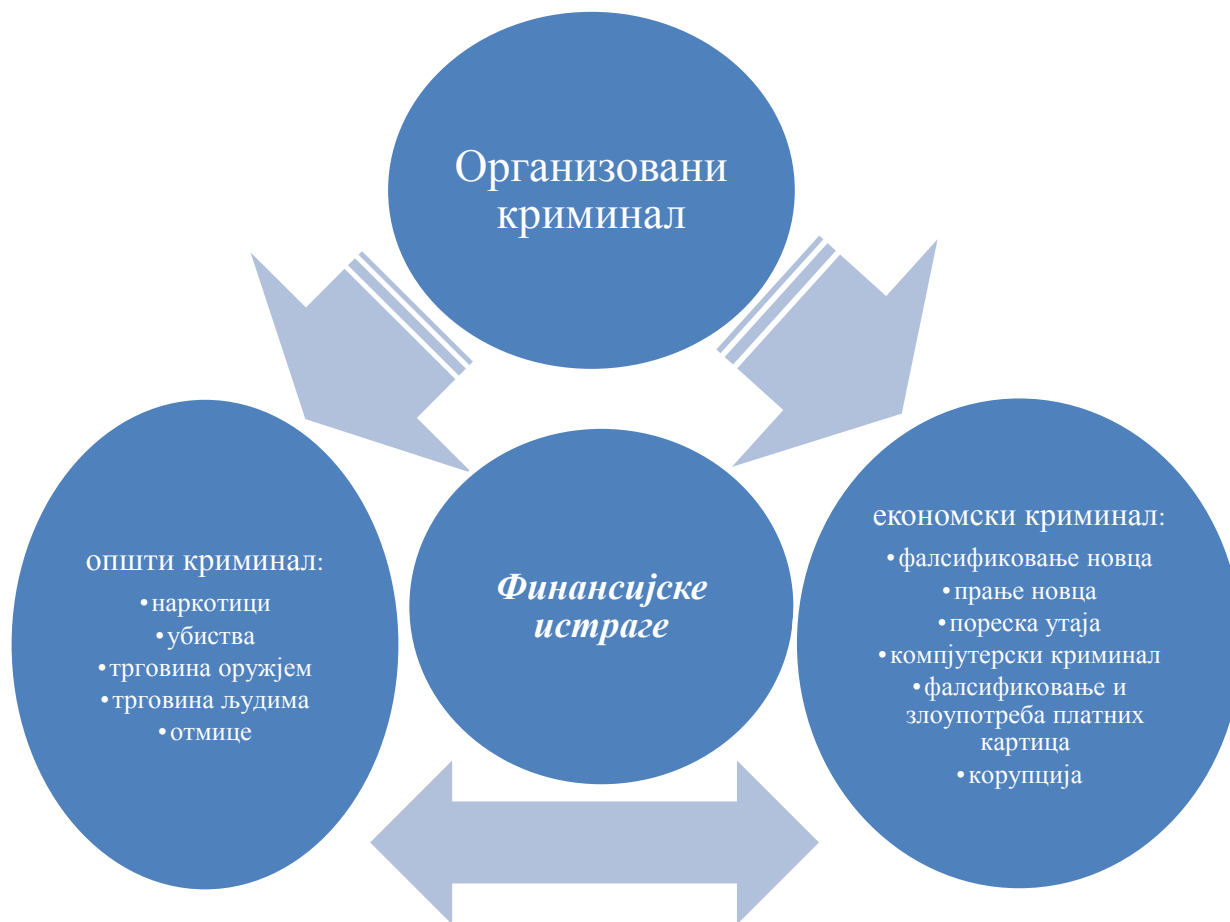 Организовани
криминал
општи криминал:
•наркотици
•убиства
•трговина оружјем
•трговина људима
•отмице
Финансијске
истраге
економски криминал:
•фалсификовање новца
•прање новца
•пореска утаја
•компјутерски криминал
•фалсификовање и
злоупотреба платних
картица
•корупција